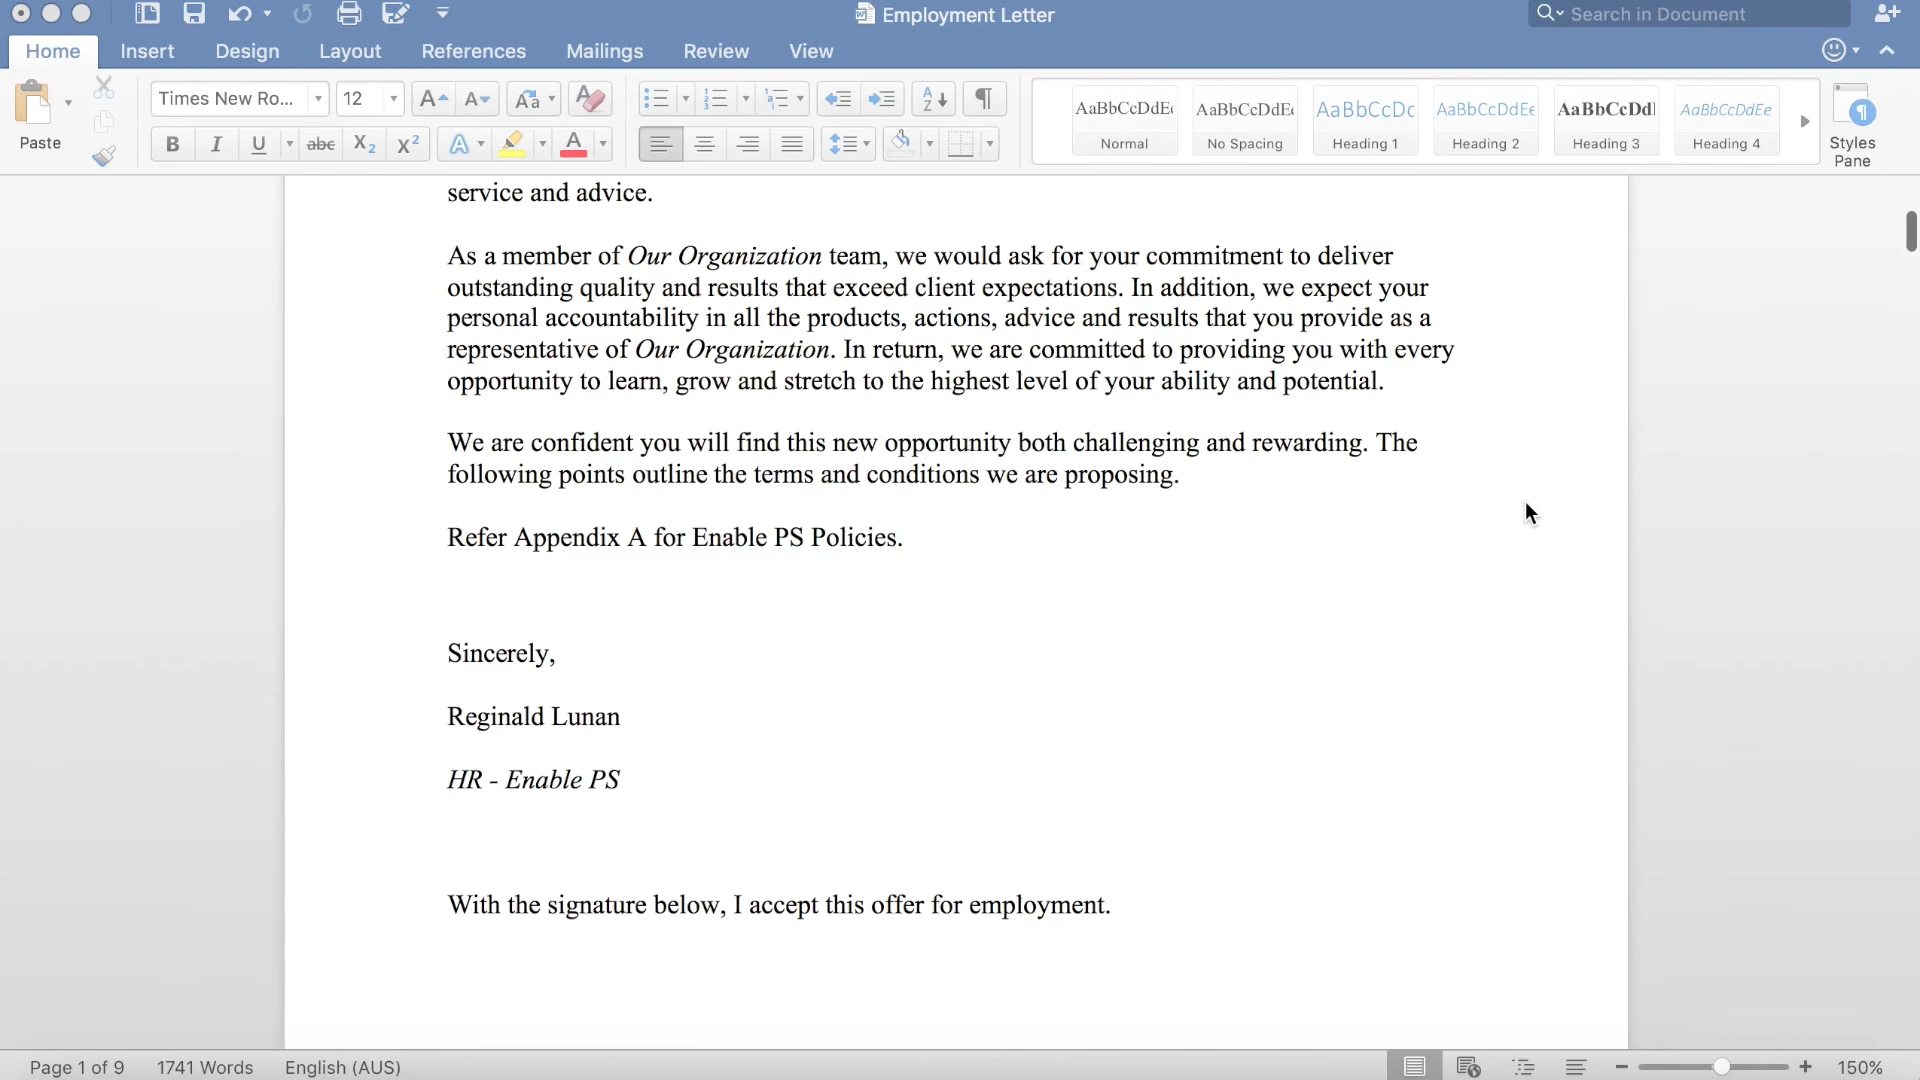 Employment Letter
Search in Document
Home Insert Design Layout References Mailings Review View
Paste
Times New Ro... 12
AaBbCcDdEe AaBbCcDdEe AaBbCcDc AaBbCcDdEe AaBbCcDdI AaBbCcDdEe
Normal No Spacing Heading 1 Heading 2 Heading 3 Heading 4
Styles
Pane
service and advice.
As a member of Our Organization team, we would ask for your commitment to deliver
outstanding quality and results that exceed client expectations. In addition, we expect your
personal accountability in all the products, actions, advice and results that you provide as a
representative of Our Organization. In return, we are committed to providing you with every
opportunity to learn, grow and stretch to the highest level of your ability and potential.
We are confident you will find this new opportunity both challenging and rewarding. The
following points outline the terms and conditions we are proposing.
Refer Appendix A for Enable PS Policies.
Sincerely,
Reginald Lunan
HR - Enable PS
With the signature below, I accept this offer for employment.
Page 1 of 9 1741 Words English (AUS) 150%